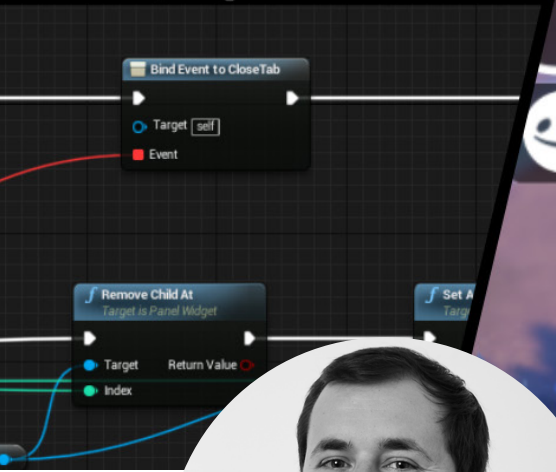 Bind Event to CloseTab
Target self
Event
f Remove Child At
Target is Panel Widget
Target Return Value
Index
f Set A
Targe